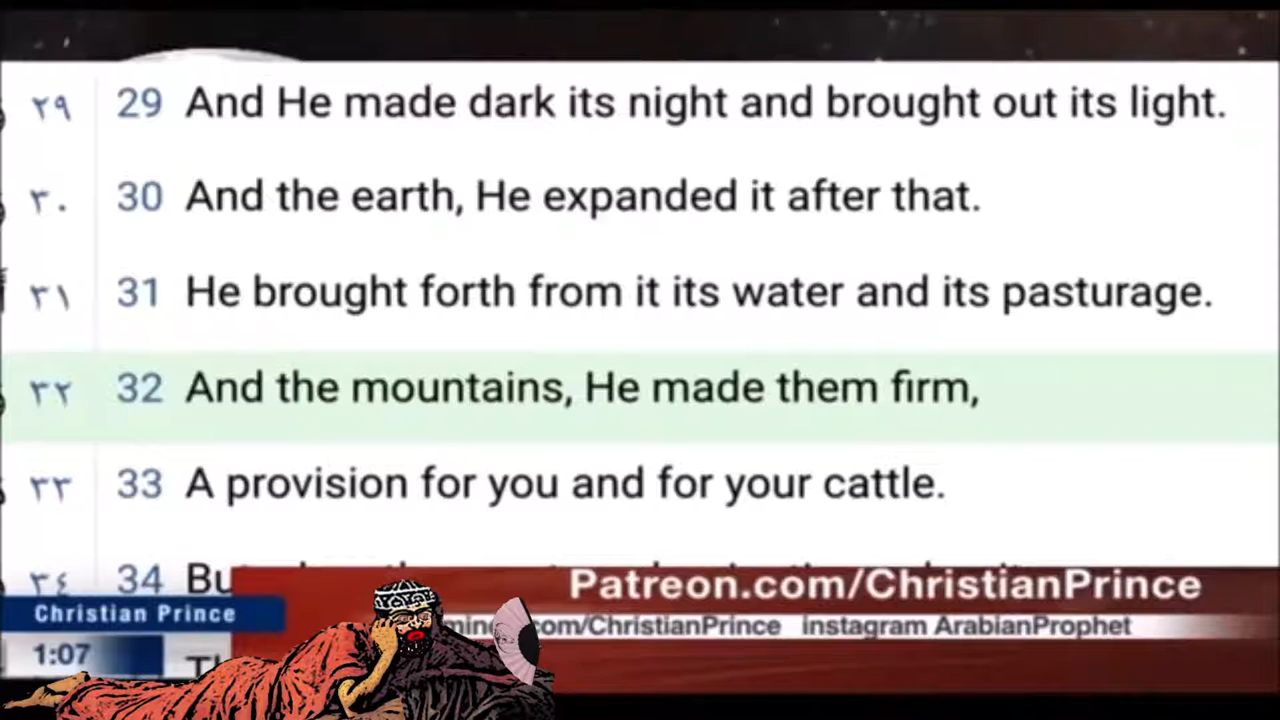 ٢٩ 29 And He made dark its night and brought out its light.
٣٠ 30 And the earth, He expanded it after that.
٣١ 31 He brought forth from it its water and its pasturage.
٣٢ 32 And the mountains, He made them firm,
٣٣ 33 A provision for you and for your cattle.
٣٤ 34 Bu
Patreon.com/ChristianPrince
Christian Prince
com/ChristianPrince instagram ArabianProphet
1:07